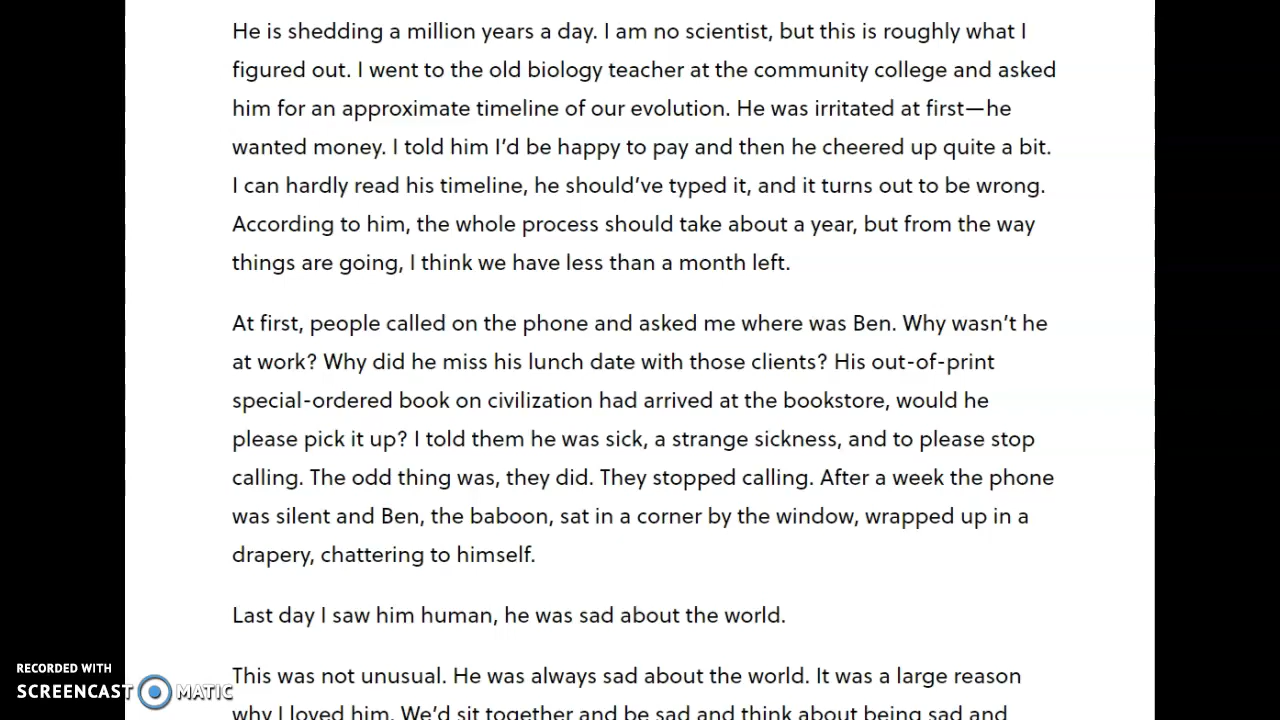 He is shedding a million years a day. I am no scientist, but this is roughly what I
figured out. I went to the old biology teacher at the community college and asked
him for an approximate timeline of our evolution. He was irritated at first—he
wanted money. I told him I’d be happy to pay and then he cheered up quite a bit.
I can hardly read his timeline, he should’ve typed it, and it turns out to be wrong.
According to him, the whole process should take about a year, but from the way
things are going, I think we have less than a month left.
At first, people called on the phone and asked me where was Ben. Why wasn’t he
at work? Why did he miss his lunch date with those clients? His out-of-print
special-ordered book on civilization had arrived at the bookstore, would he
please pick it up? I told them he was sick, a strange sickness, and to please stop
calling. The odd thing was, they did. They stopped calling. After a week the phone
was silent and Ben, the baboon, sat in a corner by the window, wrapped up in a
drapery, chattering to himself.
Last day I saw him human, he was sad about the world.
This was not unusual. He was always sad about the world. It was a large reason
why I loved him. We’d sit together and be sad and think about being sad and
RECORDED WITH
SCREENCAST MATIC